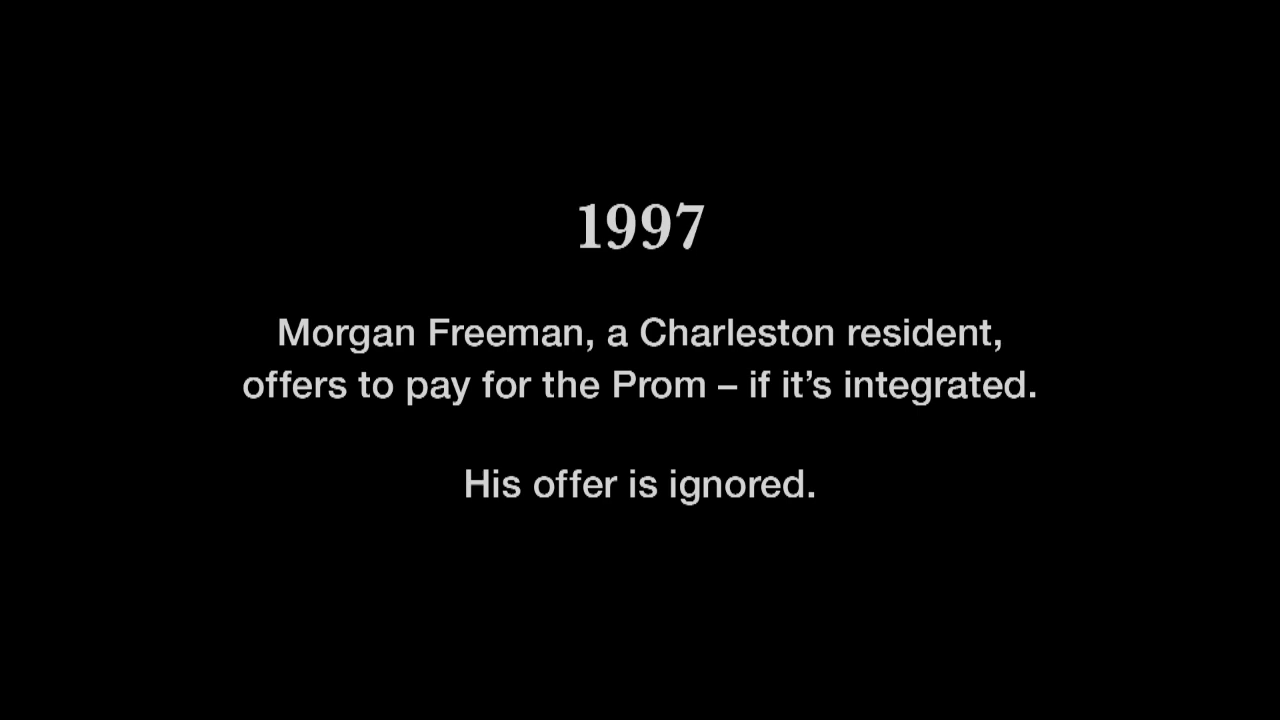 1997
Morgan Freeman, a Charleston resident,
offers to pay for the Prom – if it’s integrated.
His offer is ignored.